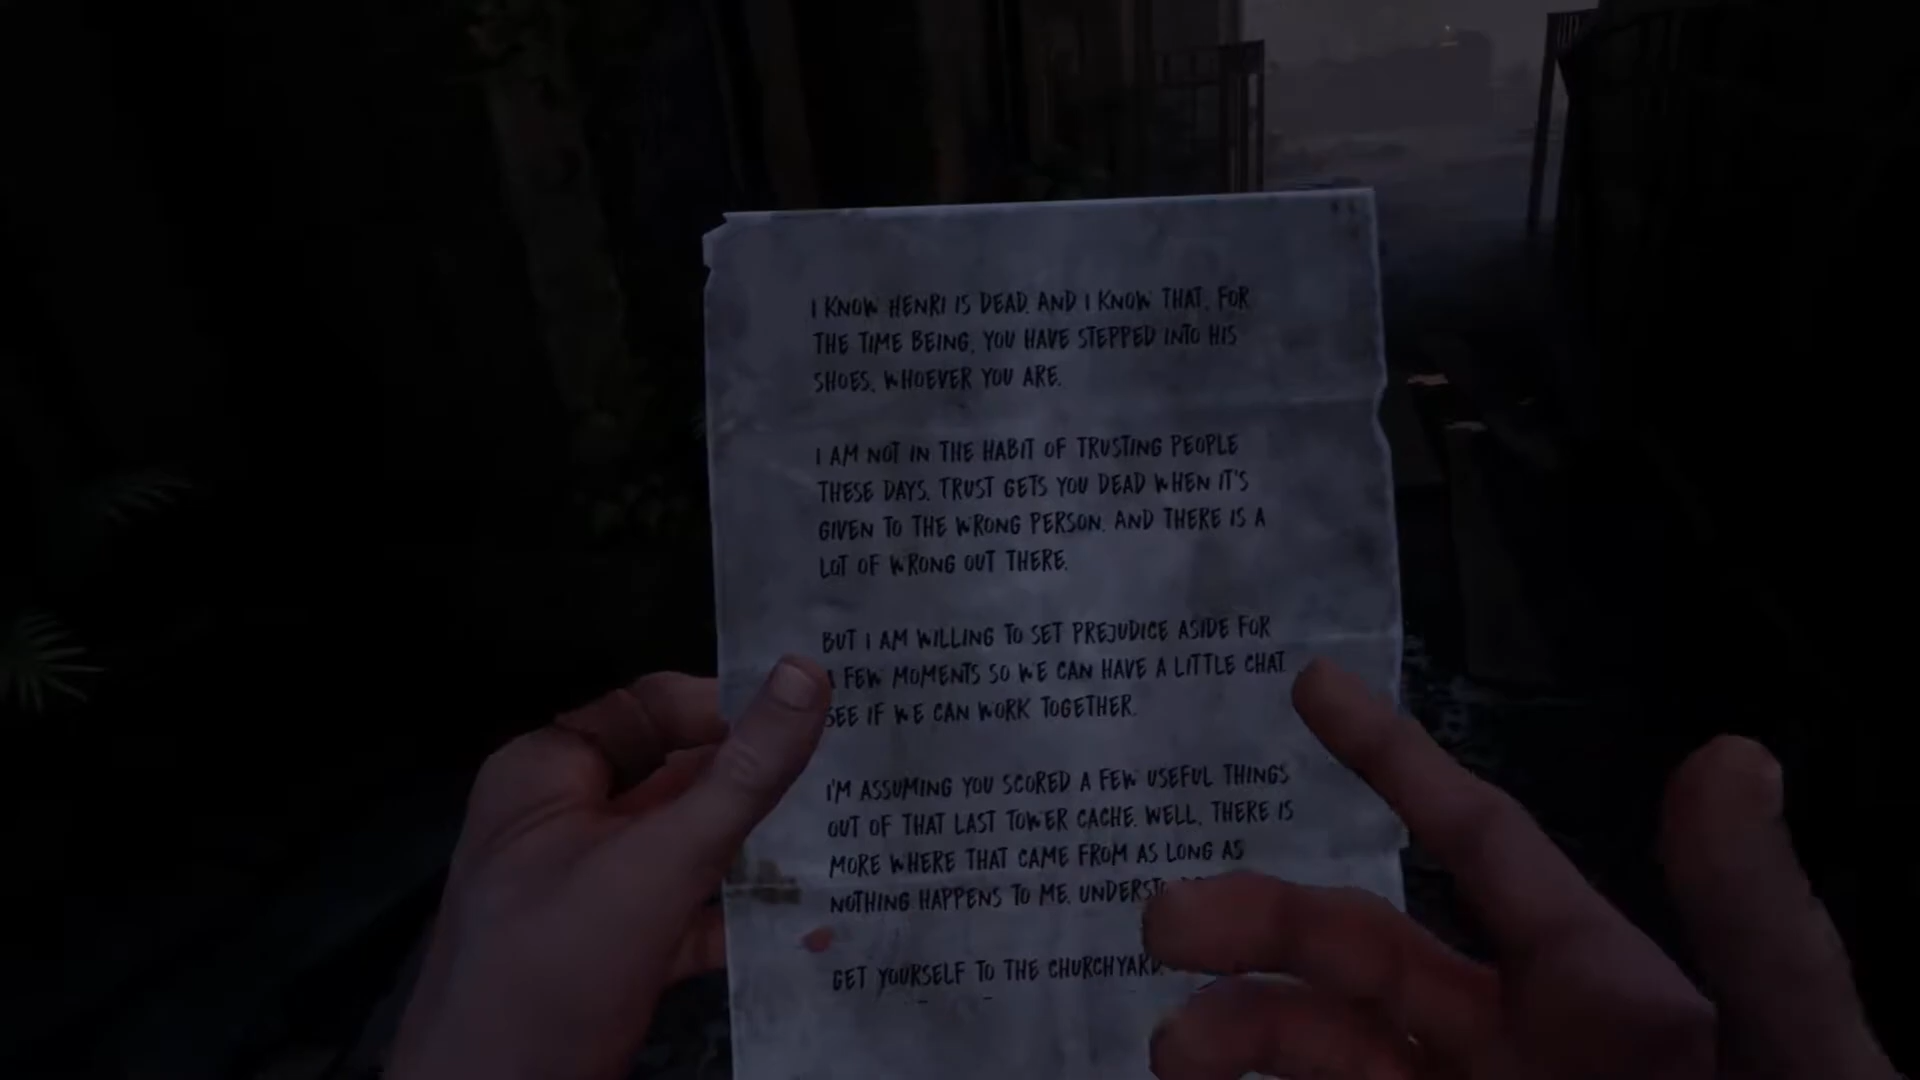 I KNOW HENRI IS DEAD. AND I KNOW THAT, FOR
THE TIME BEING, YOU HAVE STEPPED INTO HIS
SHOES, WHOEVER YOU ARE.
I AM NOT IN THE HABIT OF TRUSTING PEOPLE
THESE DAYS. TRUST GETS YOU DEAD WHEN IT'S
GIVEN TO THE WRONG PERSON. AND THERE IS A
LOT OF WRONG OUT THERE.
BUT I AM WILLING TO SET PREJUDICE ASIDE FOR
A FEW MOMENTS SO WE CAN HAVE A LITTLE CHAT.
SEE IF WE CAN WORK TOGETHER.
I'M ASSUMING YOU SCORED A FEW USEFUL THINGS
OUT OF THAT LAST TOWER CACHE. WELL, THERE IS
MORE WHERE THAT CAME FROM AS LONG AS
NOTHING HAPPENS TO ME.
GET YOURSELF TO THE CHURCHYARD.